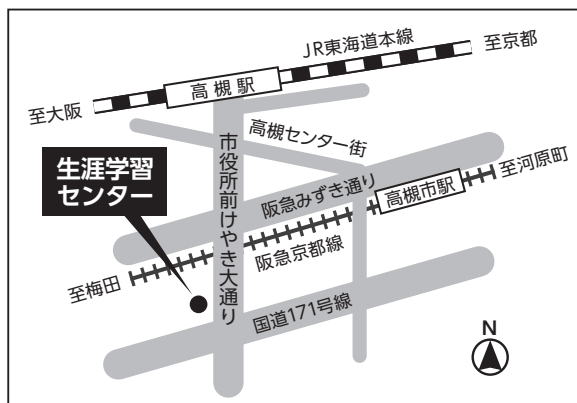 JR東海道本線
至京都
高槻駅
至大阪
高槻センター街
市役所前けやき大通り
生涯学習
センター
阪急みずき通り
高槻市駅
至河原町
阪急京都線
至梅田
国道171号線
N